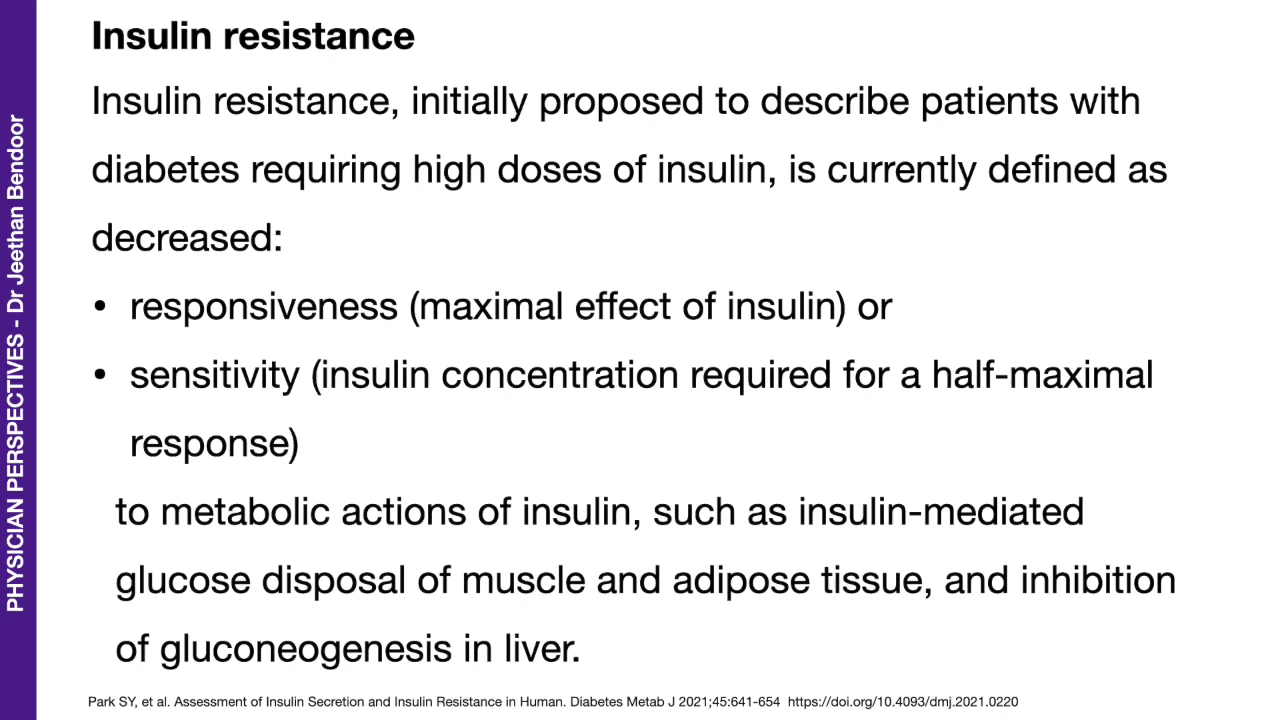 PHYSICIAN PERSPECTIVES - Dr Jeethan Bendoor
Insulin resistance
Insulin resistance, initially proposed to describe patients with
diabetes requiring high doses of insulin, is currently defined as
decreased:
• responsiveness (maximal effect of insulin) or
• sensitivity (insulin concentration required for a half-maximal
response)
to metabolic actions of insulin, such as insulin-mediated
glucose disposal of muscle and adipose tissue, and inhibition
of gluconeogenesis in liver.
Park SY, et al. Assessment of Insulin Secretion and Insulin Resistance in Human. Diabetes Metab J 2021;45:641-654 https://doi.org/10.4093/dmj.2021.0220